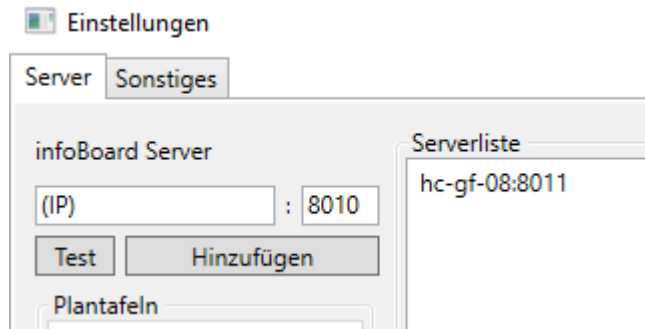 Einstellungen
Server Sonstiges
infoBoard Server
(IP) : 8010
Test Hinzufügen
Plantafeln
Serverliste
hc-gf-08:8011